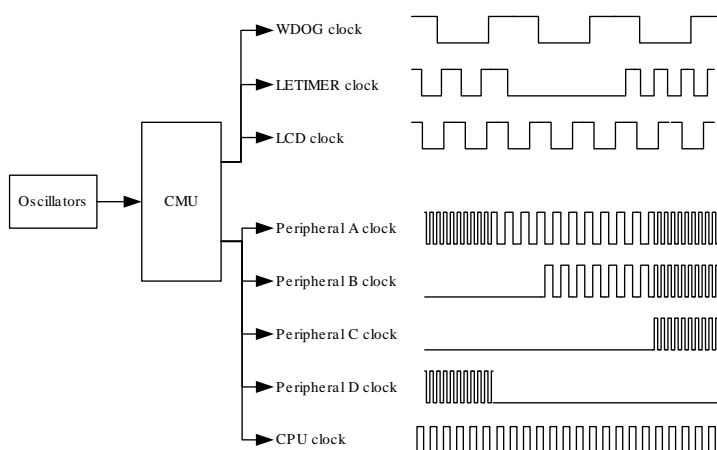 WDOG clock
LETIMER clock
LCD clock
Oscillators
CMU
Peripheral A clock
Peripheral B clock
Peripheral C clock
Peripheral D clock
CPU clock